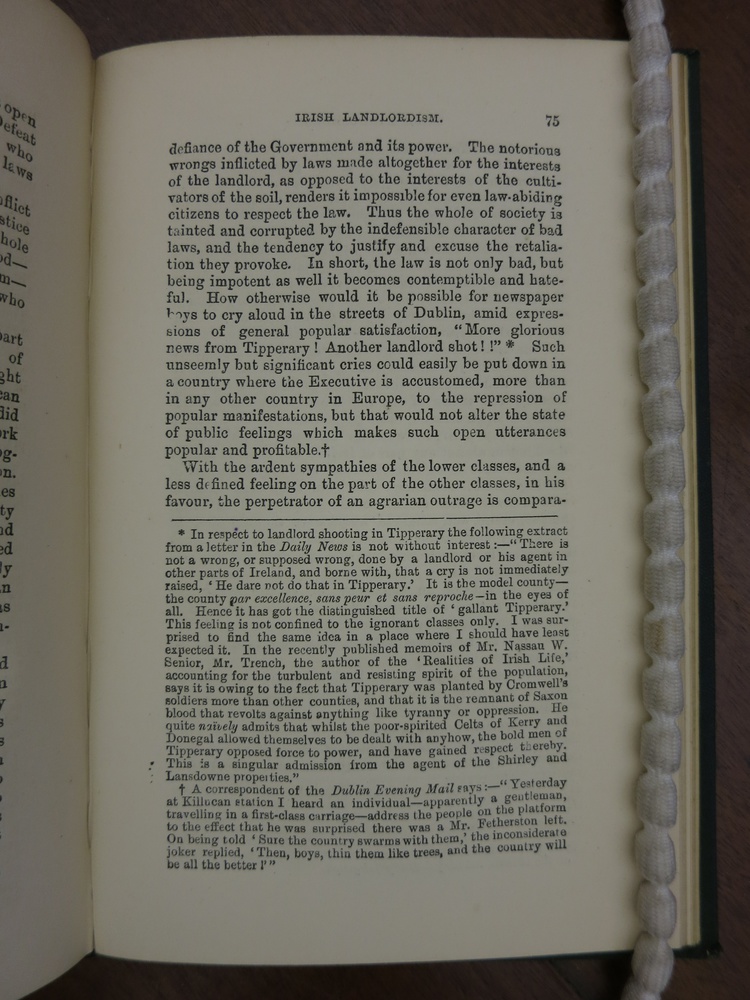 open
Defeat
who
laws
hole
who
of
IRISH LANDLORDISM.
75
defiance of the Government and its power. The notorious
wrongs inflicted by laws made altogether for the interests
of the landlord, as opposed to the interests of the culti-
vators of the soil, renders it impossible for even law-abiding
citizens to respect the law. Thus the whole of society is
tainted and corrupted by the indefensible character of bad
laws, and the tendency to justify and excuse the retalia-
tion they provoke. In short, the law is not only bad, but
being impotent as well it becomes contemptible and hate-
ful. How otherwise would it be possible for newspaper
boys to cry aloud in the streets of Dublin, amid expres-
sions of general popular satisfaction, "More glorious
news from Tipperary! Another landlord shot!!" * Such
unseemly but significant cries could easily be put down in
a country where the Executive is accustomed, more than
in any other country in Europe, to the repression of
popular manifestations, but that would not alter the state
of public feelings which makes such open utterances
popular and profitable.†
With the ardent sympathies of the lower classes, and a
less defined feeling on the part of the other classes, in his
favour, the perpetrator of an agrarian outrage is compara-
* In respect to landlord shooting in Tipperary the following extract
from a letter in the Daily News is not without interest:—"There is
not a wrong, or supposed wrong, done by a landlord or his agent in
other parts of Ireland, and borne with, that a cry is not immediately
raised, 'He dare not do that in Tipperary.' It is the model county—
the county par excellence, sans peur et sans reproche—in the eyes of
all. Hence it has got the distinguished title of 'gallant Tipperary.'
This feeling is not confined to the ignorant classes only. I was sur-
prised to find the same idea in a place where I should have least
expected it. In the recently published memoirs of Mr. Nassau W.
Senior, Mr. Trench, the author of the 'Realities of Irish Life,'
accounting for the turbulent and resisting spirit of the population,
says it is owing to the fact that Tipperary was planted by Cromwell's
soldiers more than other counties, and that it is the remnant of Saxon
blood that revolts against anything like tyranny or oppression. He
quite naïvely admits that whilst the poor-spirited Celts of Kerry and
Donegal allowed themselves to be dealt with anyhow, the bold men of
Tipperary opposed force to power, and have gained respect thereby.
This is a singular admission from the agent of the Shirley and
Lansdowne properties."
† A correspondent of the Dublin Evening Mail says:—"Yesterday
at Killucan station I heard an individual—apparently a gentleman,
travelling in a first-class carriage—address the people on the platform
to the effect that he was surprised there was a Mr. Fetherston left.
On being told 'Sure the country swarms with them,' the inconsiderate
joker replied, 'Then, boys, thin them like trees, and the country will
be all the better!'"